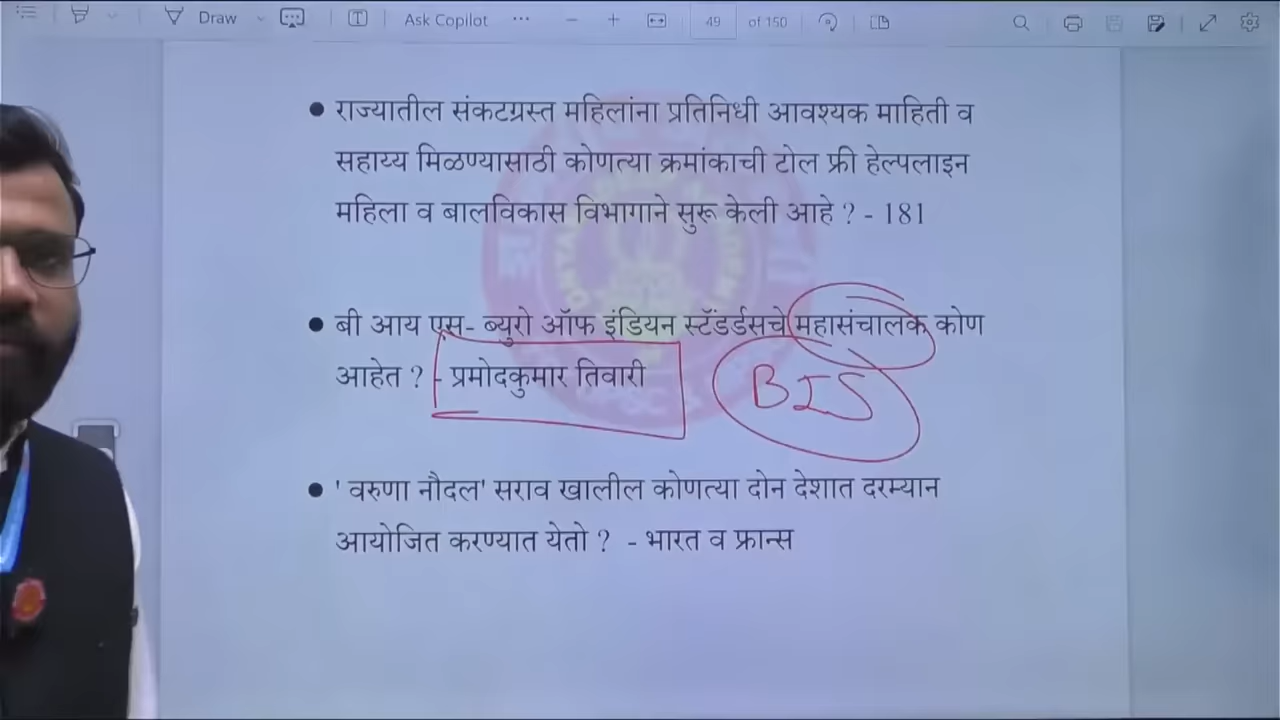 Draw
T
Ask Copilot
49
of 150
• राज्यातील संकटग्रस्त महिलांना प्रतिनिधी आवश्यक माहिती व
सहाय्य मिळण्यासाठी कोणत्या क्रमांकाची टोल फ्री हेल्पलाइन
महिला व बालविकास विभागाने सुरू केली आहे ? - 181
• बी आय एस- ब्युरो ऑफ इंडियन स्टॅंडर्डसचे महासंचालक कोण
आहेत ? - प्रमोदकुमार तिवारी
BIS
• ' वरुणा नौदल' सराव खालील कोणत्या दोन देशात दरम्यान
आयोजित करण्यात येतो ? - भारत व फ्रान्स